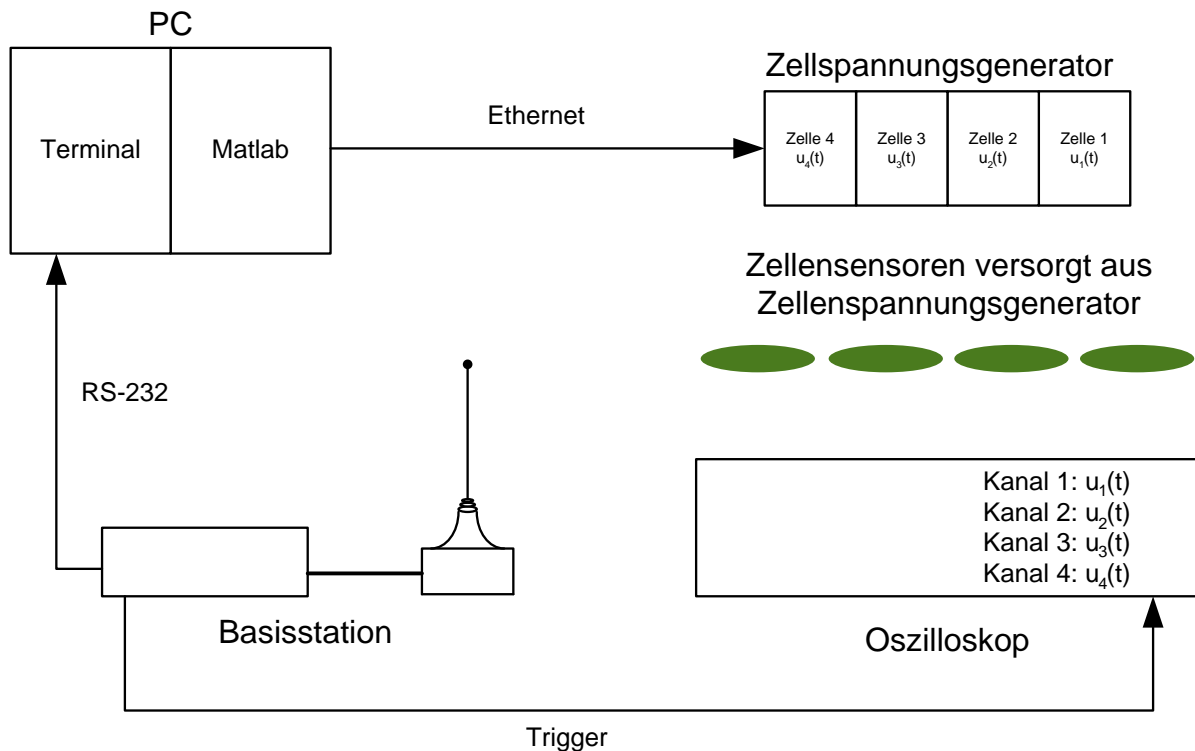 PC
Terminal
Matlab
Ethernet
Zellspannungsgenerator
Zelle 4
u4(t)
Zelle 3
u3(t)
Zelle 2
u2(t)
Zelle 1
u1(t)
Zellensensoren versorgt aus
Zellenspannungsgenerator
RS-232
Basisstation
Kanal 1: u1(t)
Kanal 2: u2(t)
Kanal 3: u3(t)
Kanal 4: u4(t)
Oszilloskop
Trigger